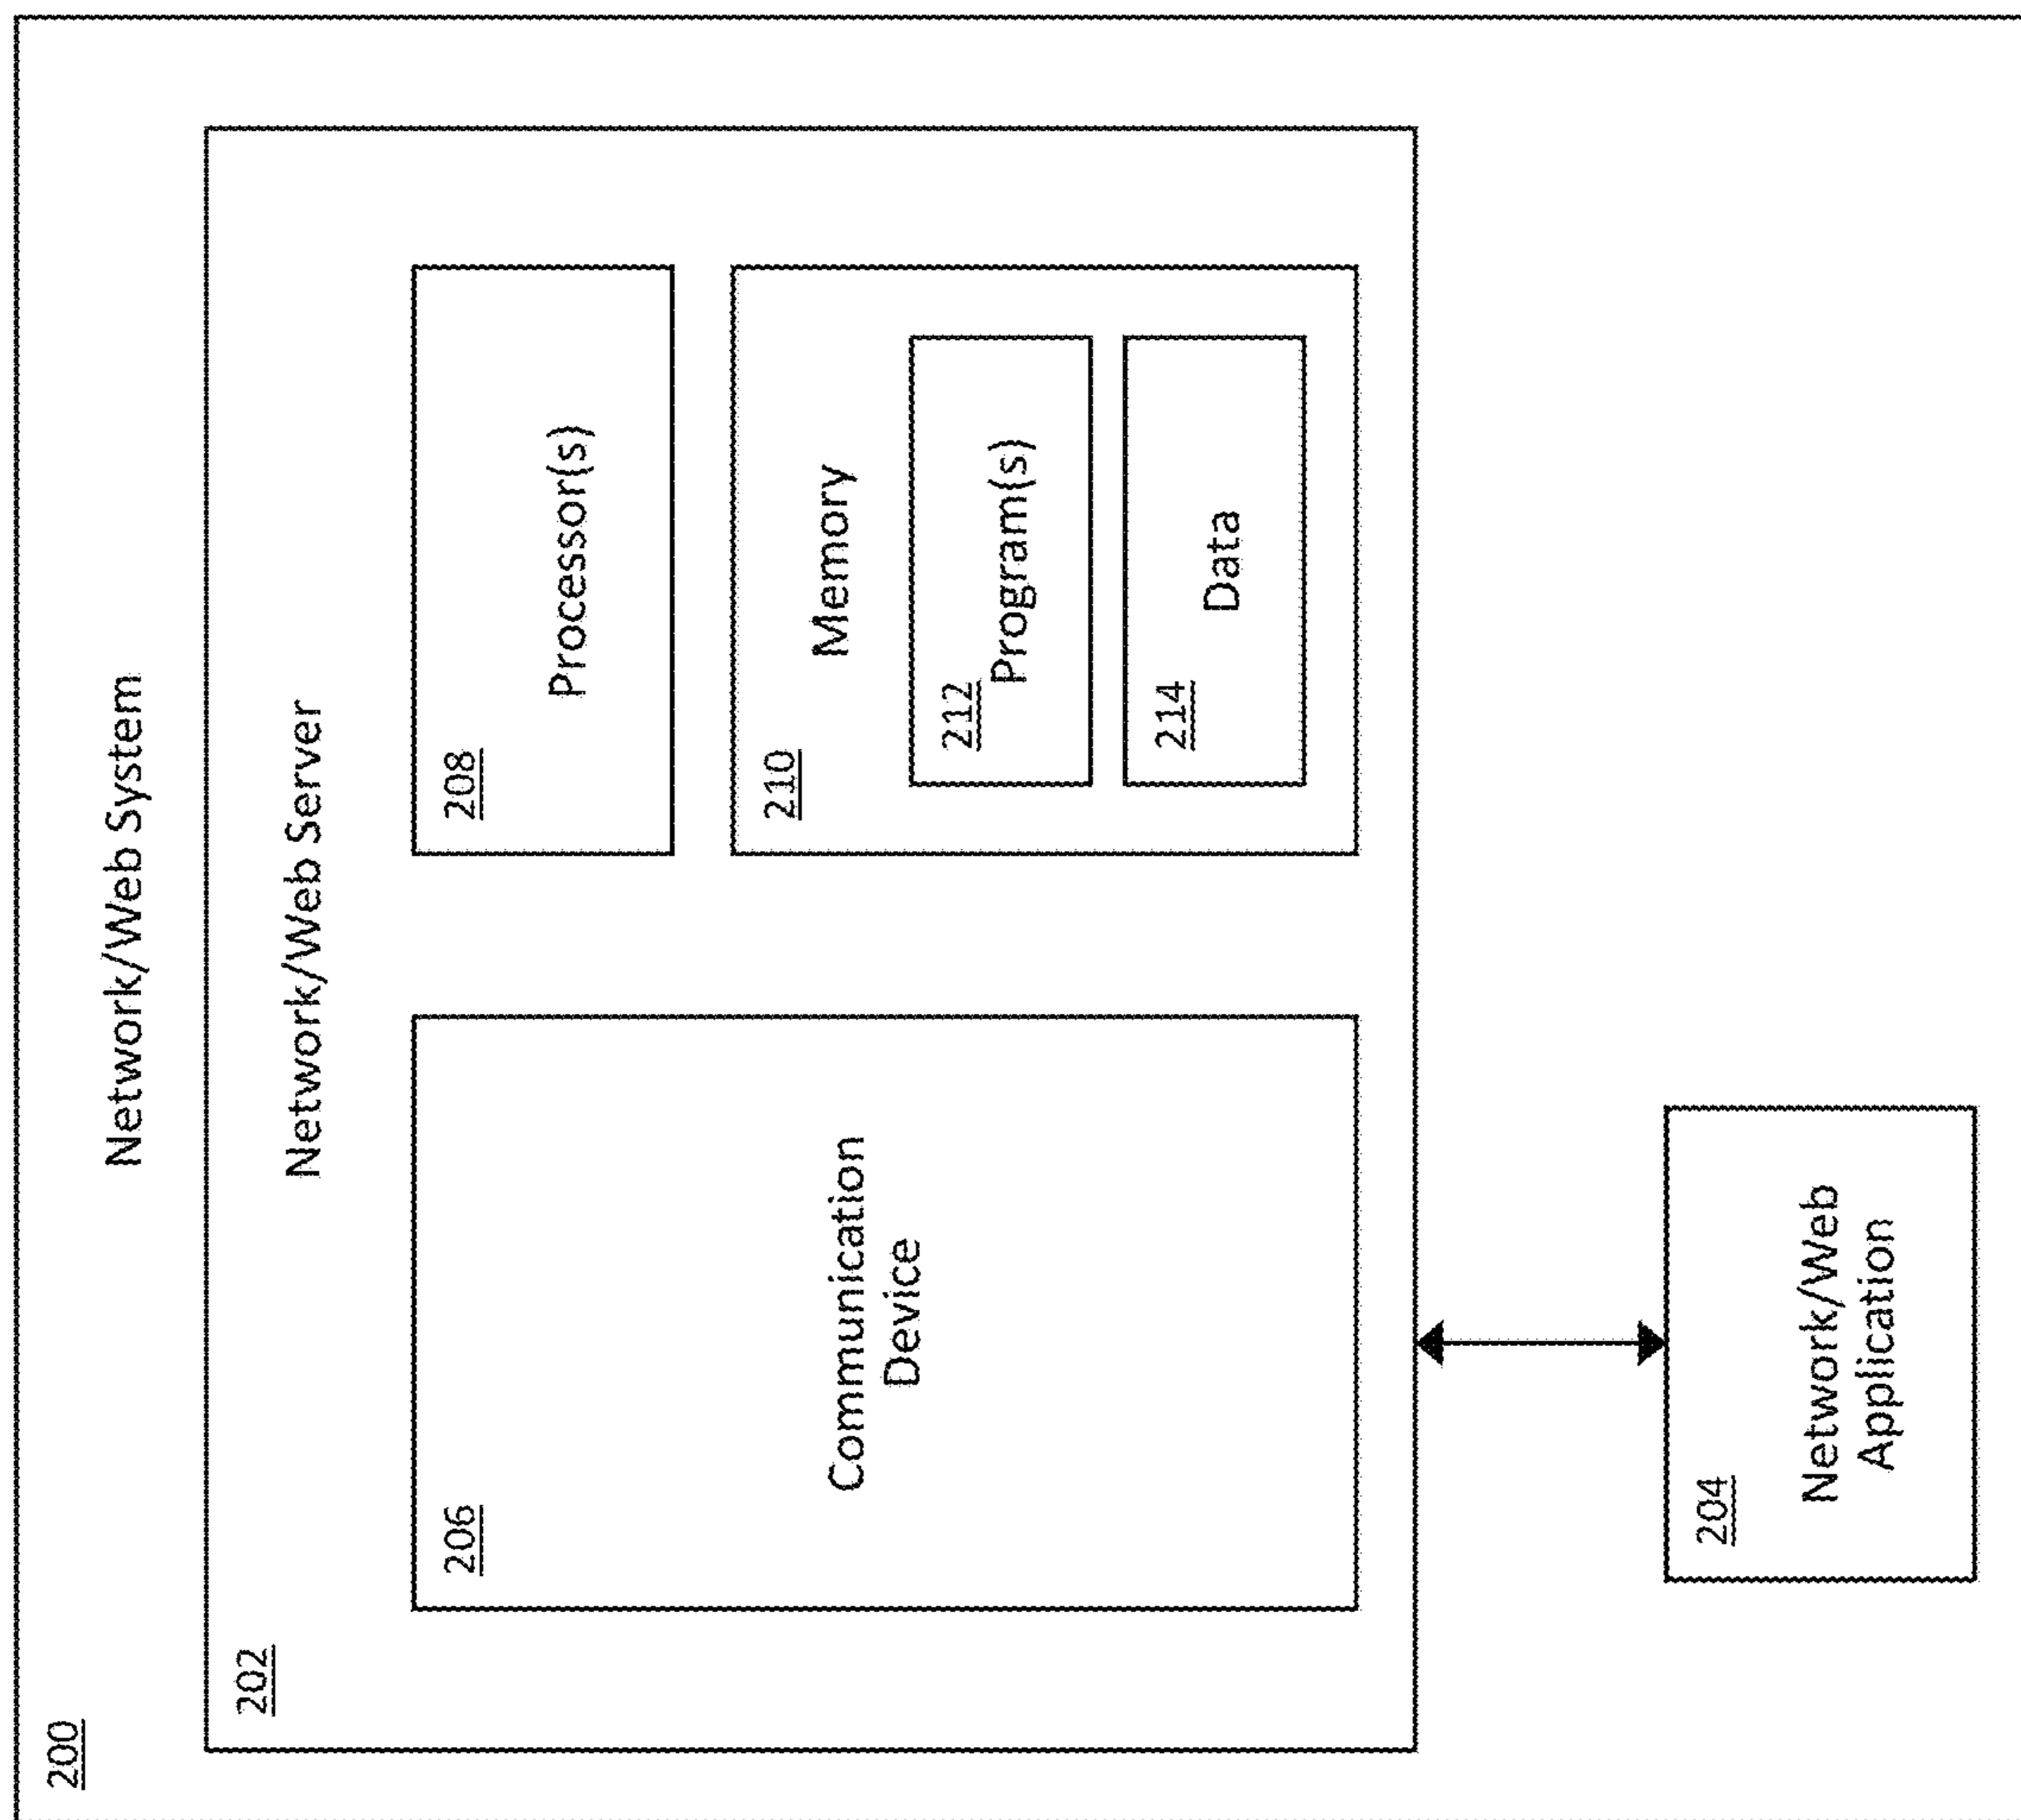 200
Network/Web System
202
Network/Web Server
206
Communication
Device
208
Processor(s)
210
Memory
212
Program(s)
214
Data
204
Network/Web
Application